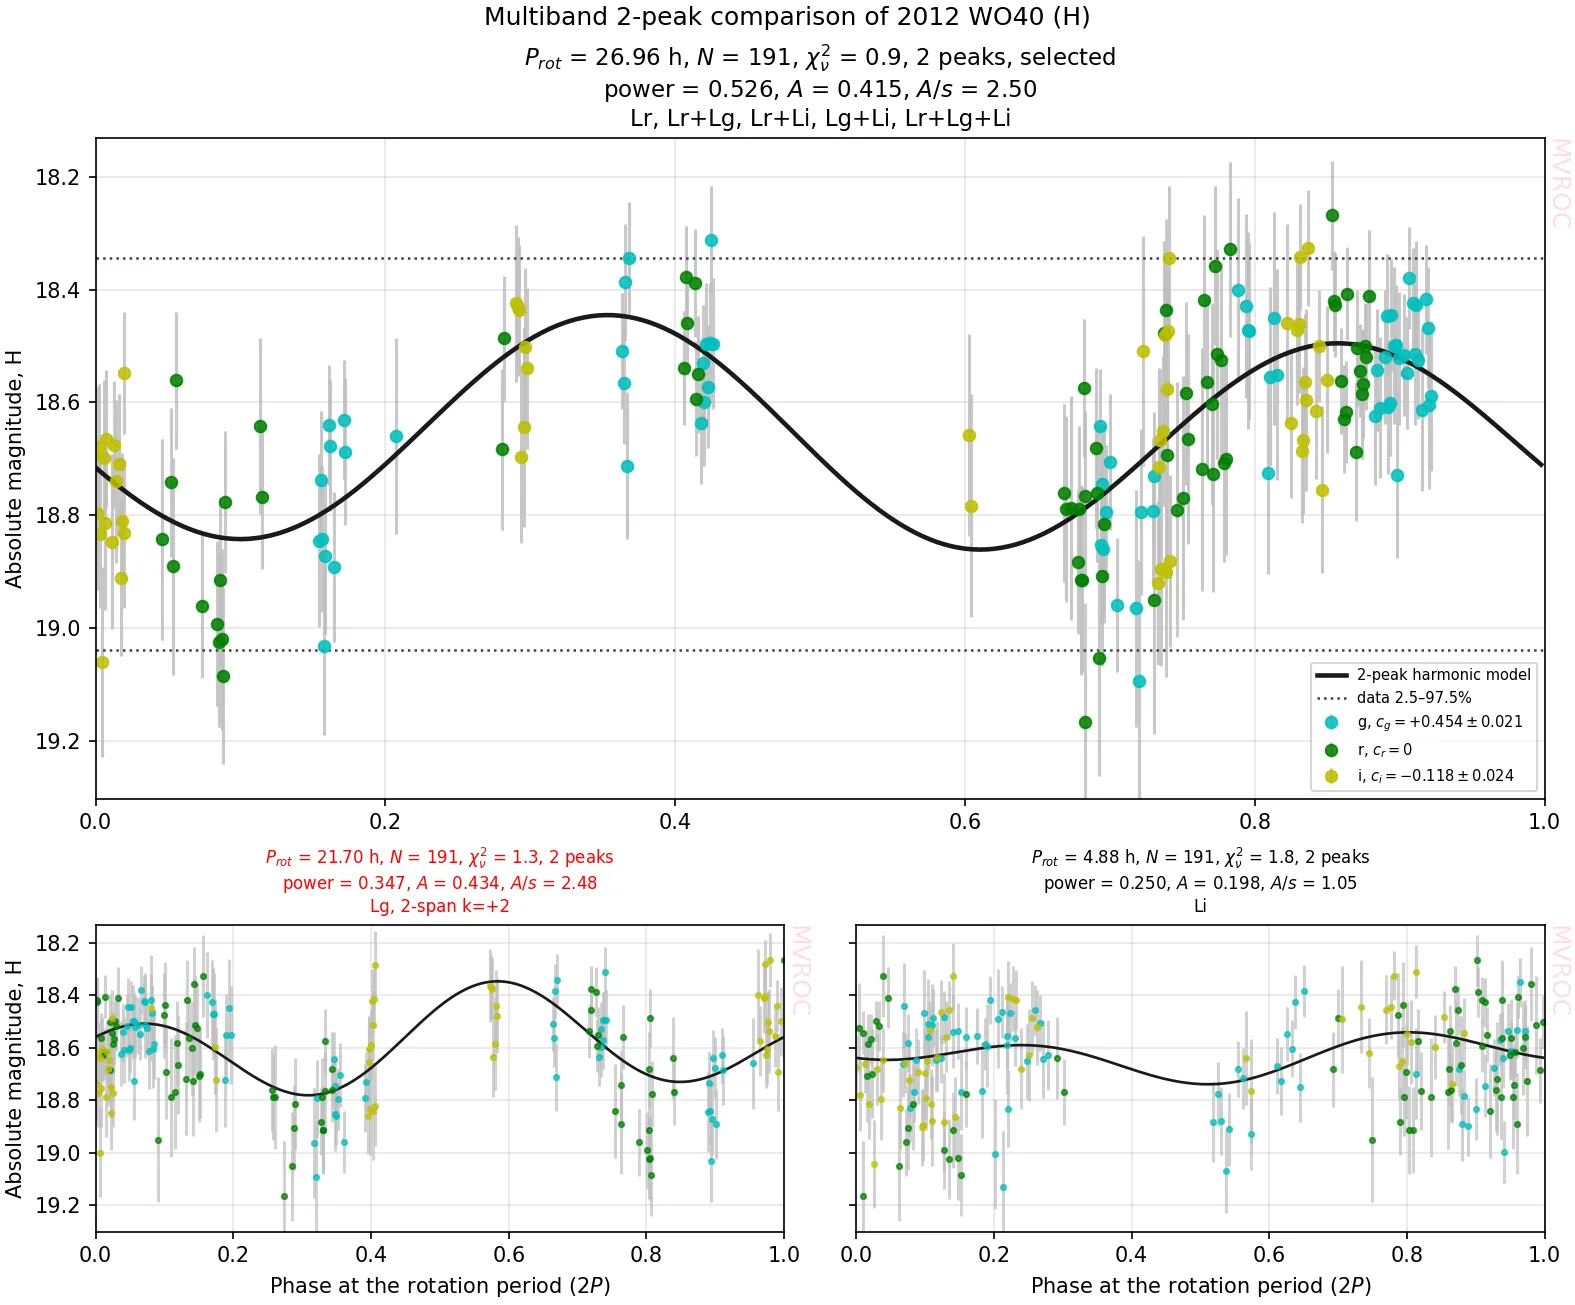 Multiband 2-peak comparison of 2012 WO40 (H)
P_rot = 26.96 h, N = 191, χ²_ν = 0.9, 2 peaks, selected
power = 0.526, A = 0.415, A/s = 2.50
Lr, Lr+Lg, Lr+Li, Lg+Li, Lr+Lg+Li
MVROC
Absolute magnitude, H
18.2
18.4
18.6
18.8
19.0
19.2
2-peak harmonic model
data 2.5–97.5%
g, c_g = +0.454 ± 0.021
r, c_r = 0
i, c_i = −0.118 ± 0.024
0.0 0.2 0.4 0.6 0.8 1.0
P_rot = 21.70 h, N = 191, χ²_ν = 1.3, 2 peaks
power = 0.347, A = 0.434, A/s = 2.48
Lg, 2-span k=+2
MVROC
Absolute magnitude, H
18.2
18.4
18.6
18.8
19.0
19.2
0.0 0.2 0.4 0.6 0.8 1.0
Phase at the rotation period (2P)
P_rot = 4.88 h, N = 191, χ²_ν = 1.8, 2 peaks
power = 0.250, A = 0.198, A/s = 1.05
Li
MVROC
0.0 0.2 0.4 0.6 0.8 1.0
Phase at the rotation period (2P)